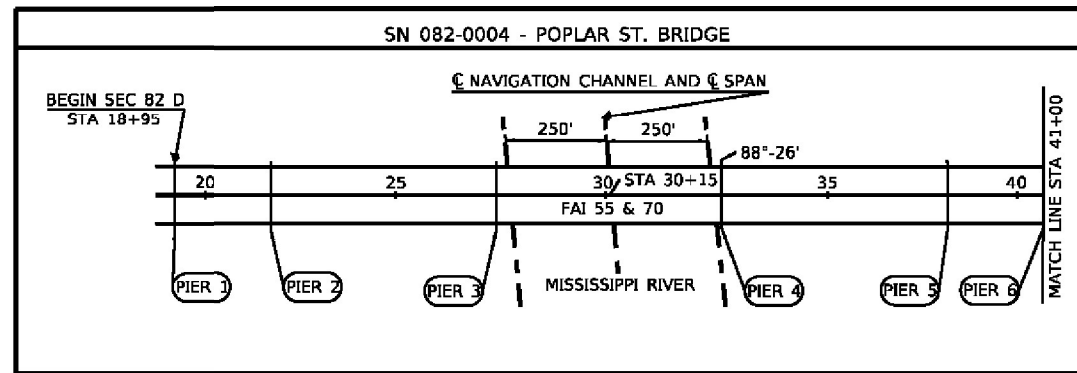 SN 082-0004 - POPLAR ST. BRIDGE
℄ NAVIGATION CHANNEL AND ℄ SPAN
BEGIN SEC 82 D
STA 18+95
250'
250'
88°-26'
20
25
30
STA 30+15
35
40
FAI 55 & 70
MATCH LINE STA 41+00
PIER 1
PIER 2
PIER 3
MISSISSIPPI RIVER
PIER 4
PIER 5
PIER 6